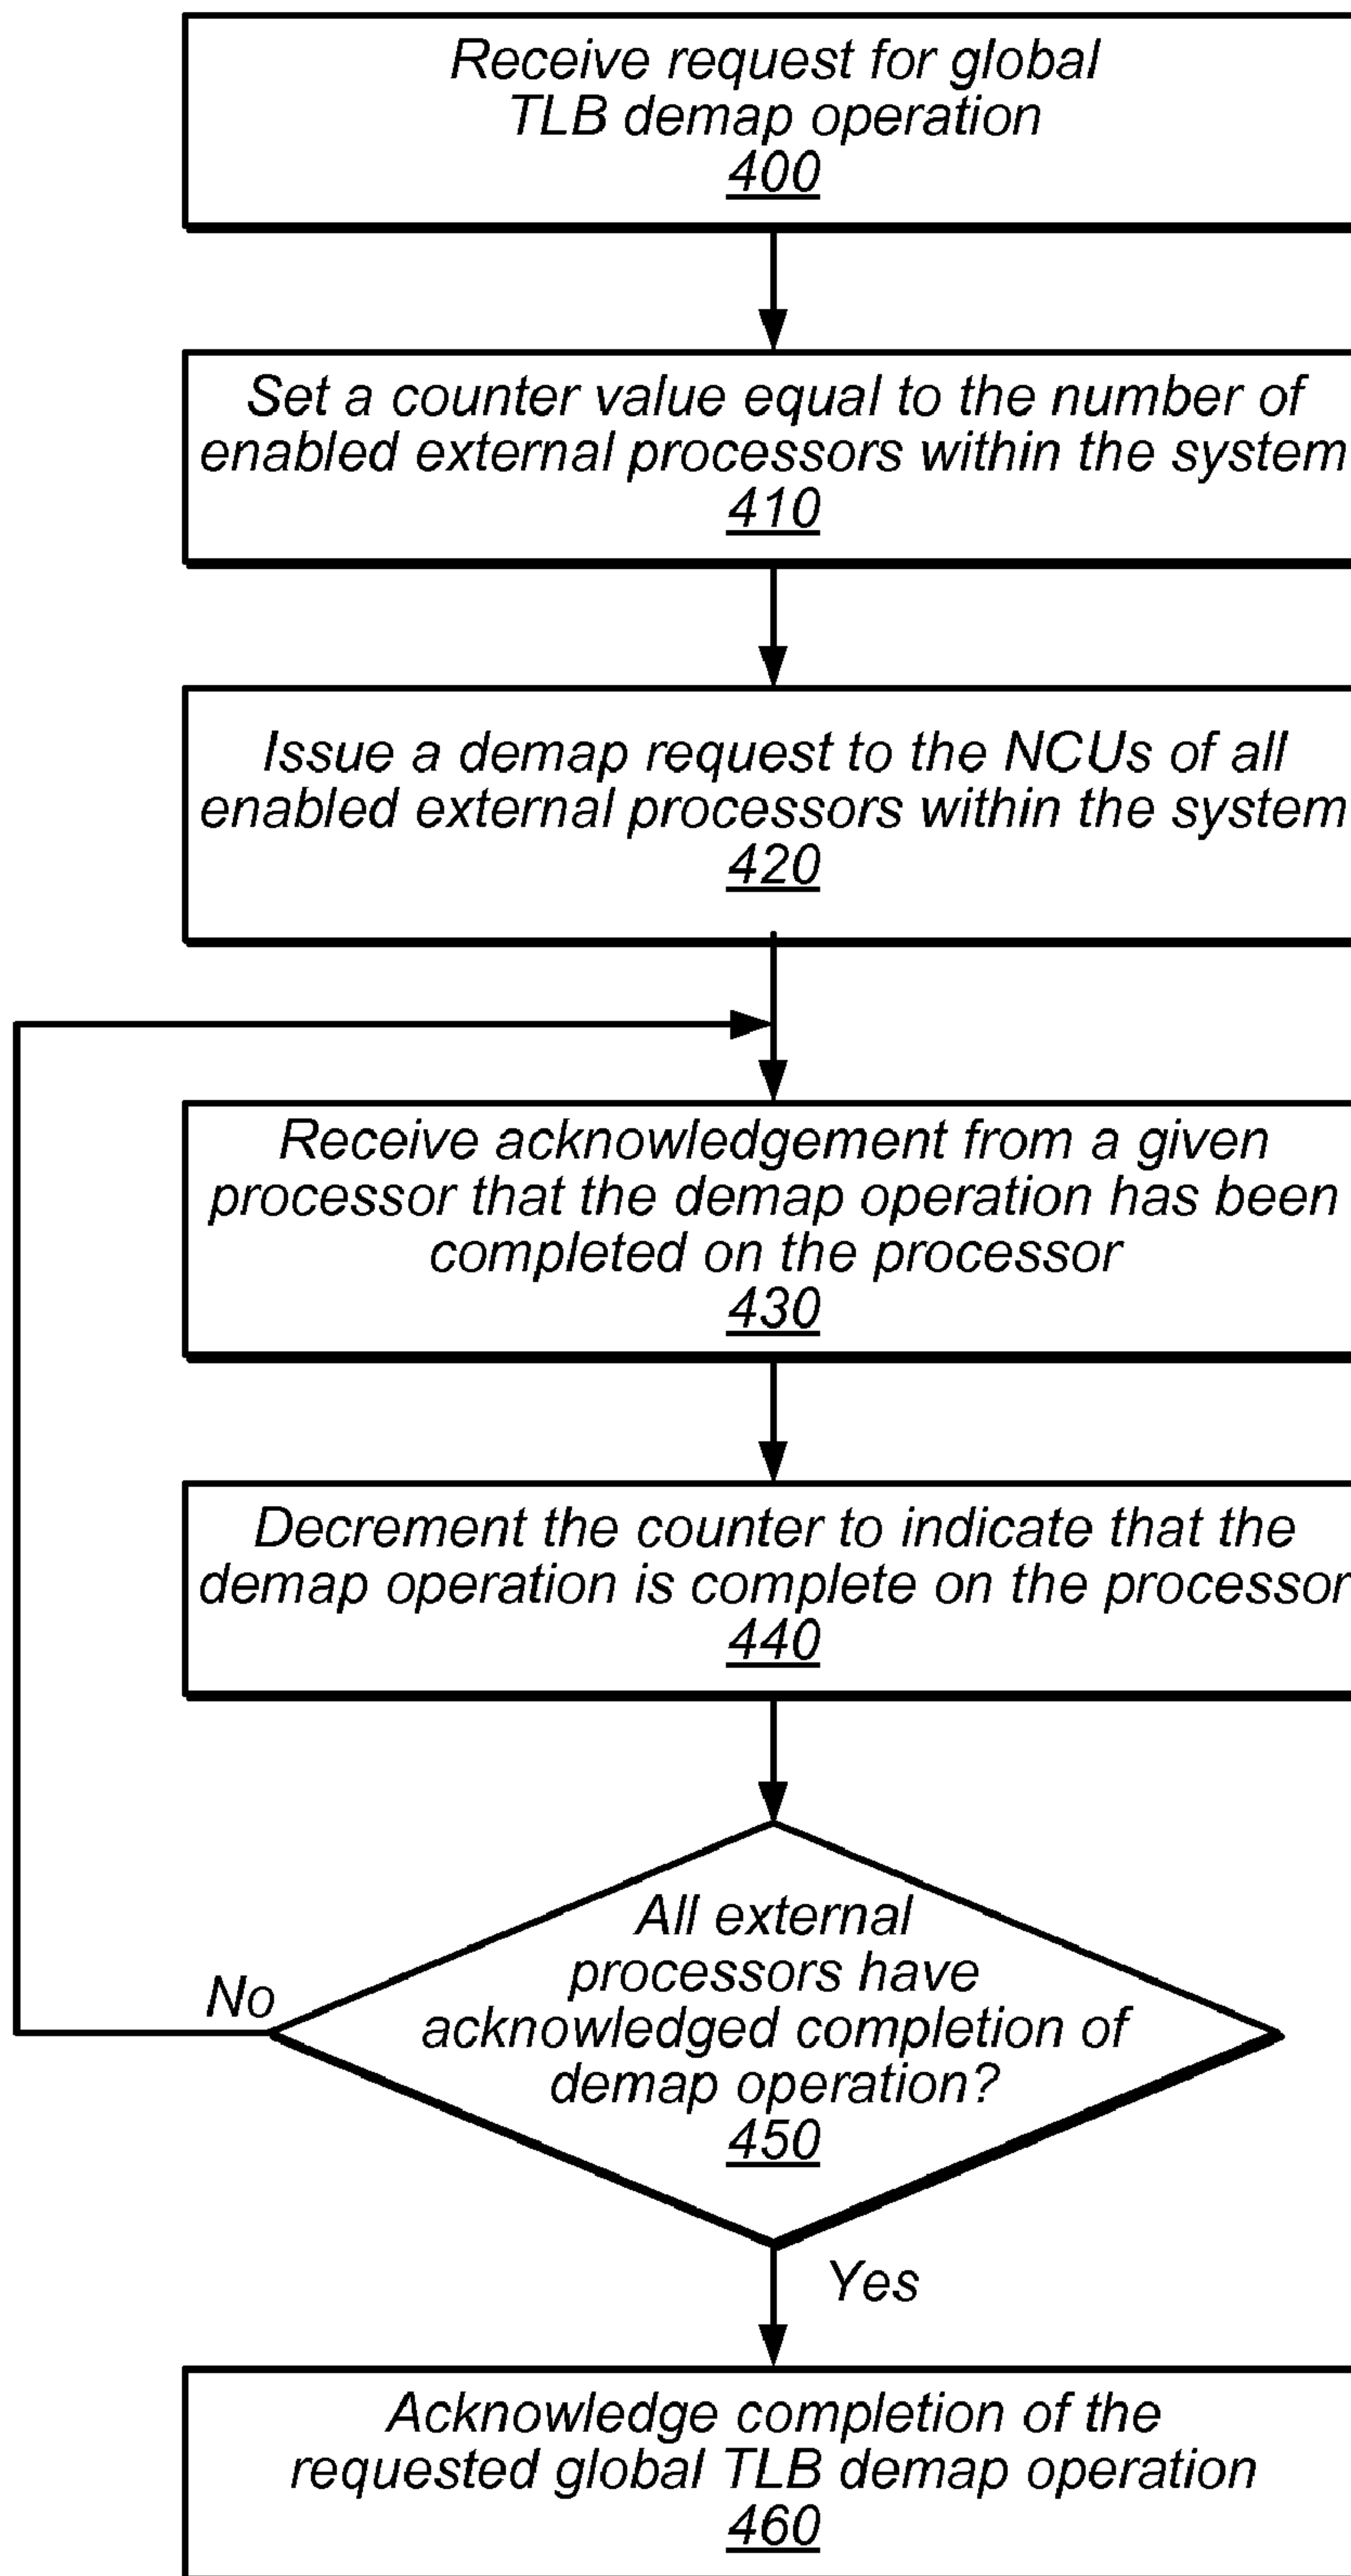 Receive request for global
TLB demap operation
400
Set a counter value equal to the number of
enabled external processors within the system
410
Issue a demap request to the NCUs of all
enabled external processors within the system
420
Receive acknowledgement from a given
processor that the demap operation has been
completed on the processor
430
Decrement the counter to indicate that the
demap operation is complete on the processor
440
All external
processors have
acknowledged completion of
demap operation?
450
No
Yes
Acknowledge completion of the
requested global TLB demap operation
460